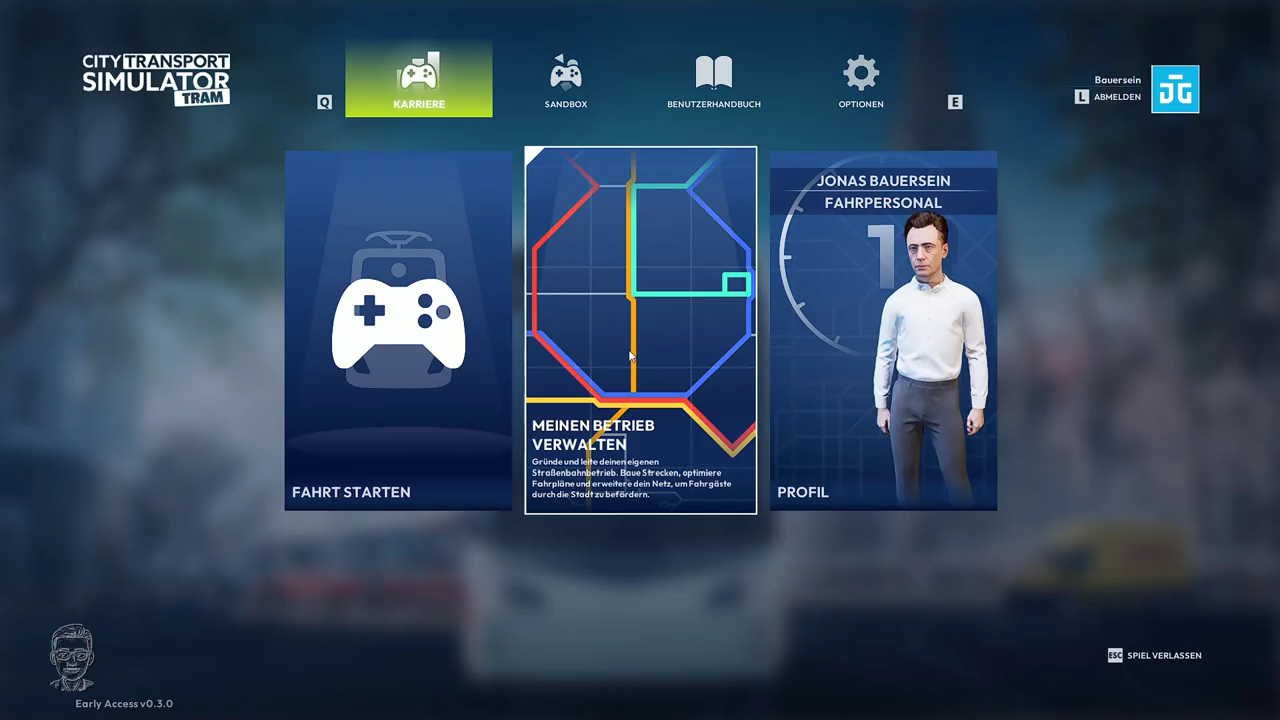 CITY TRANSPORT
SIMULATOR
TRAM
Q
KARRIERE
SANDBOX
BENUTZERHANDBUCH
OPTIONEN
E
Bauersein
L ABMELDEN
JG
FAHRT STARTEN
MEINEN BETRIEB
VERWALTEN
Gründe und leite deinen eigenen
Straßenbahnbetrieb. Baue Strecken, optimiere
Fahrpläne und erweitere dein Netz, um Fahrgäste
durch die Stadt zu befördern.
JONAS BAUERSEIN
FAHRPERSONAL
1
PROFIL
ESC SPIEL VERLASSEN
Early Access v0.3.0